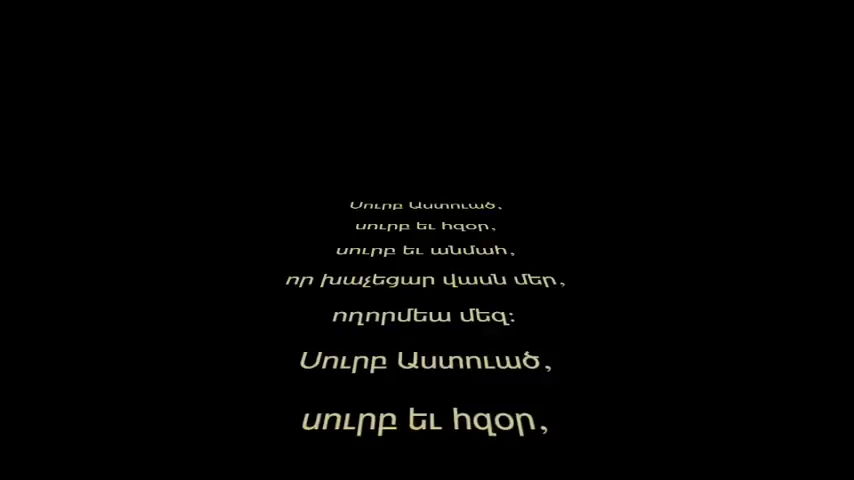 Սուրբ Աստուած,
սուրբ եւ հզօր,
սուրբ եւ անմահ,
որ խաչեցար վասն մեր,
ողորմեա մեզ:
Սուրբ Աստուած,
սուրբ եւ հզօր,